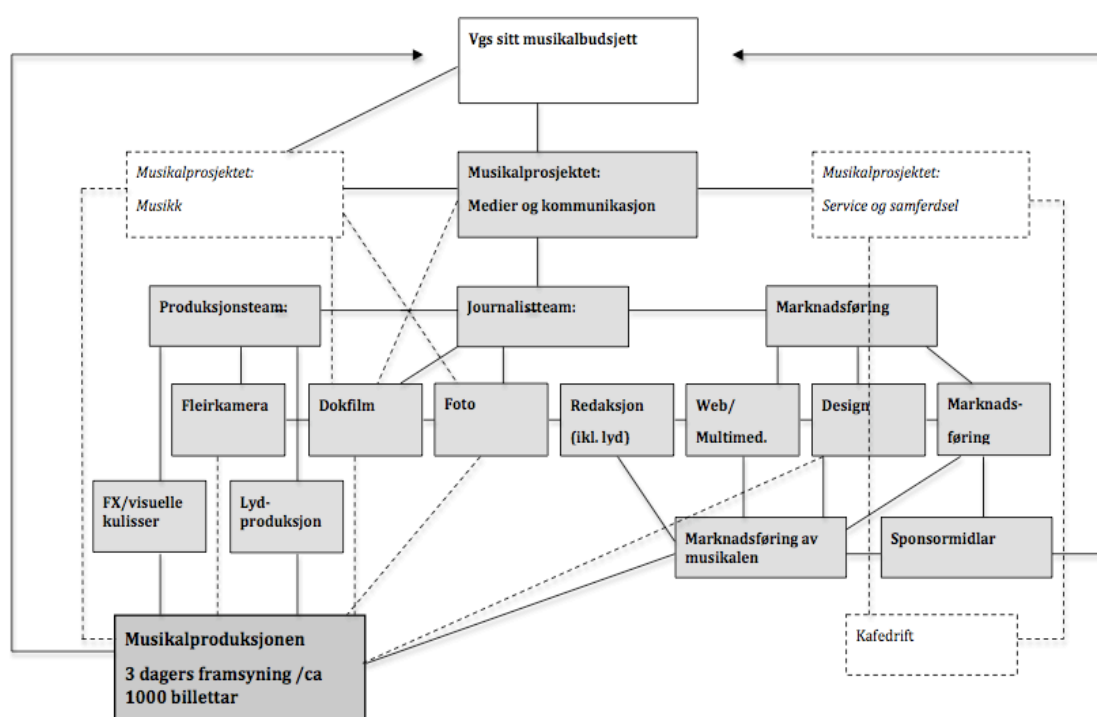 Vgs sitt musikalbudsjett
Musikalprosjektet:
Musikk
Musikalprosjektet:
Medier og kommunikasjon
Musikalprosjektet:
Service og samferdsel
Produksjonsteam:
Journalistteam:
Marknadsføring
Fleirkamera
Dokfilm
Foto
Redaksjon
(ikl. lyd)
Web/
Multimed.
Design
Marknads-
føring
FX/visuelle
kulisser
Lyd-
produksjon
Marknadsføring av
musikalen
Sponsormidlar
Musikalproduksjonen
3 dagers framsyning /ca
1000 billettar
Kafedrift